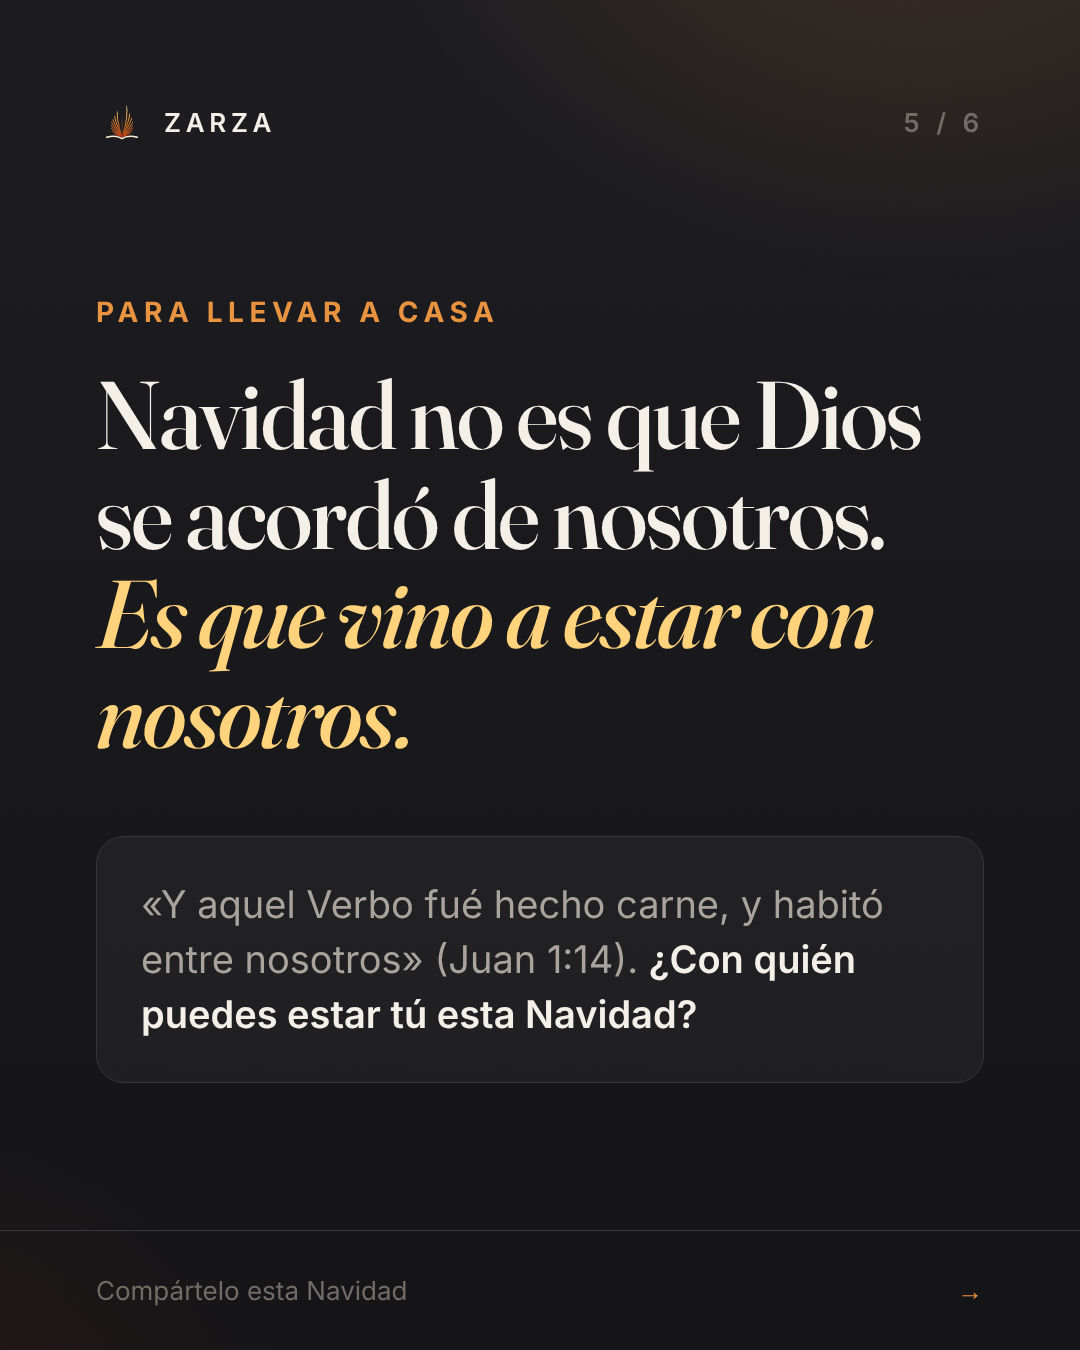 ZARZA
5 / 6
PARA LLEVAR A CASA
Navidad no es que Dios
se acordó de nosotros.
Es que vino a estar con
nosotros.
«Y aquel Verbo fué hecho carne, y habitó
entre nosotros» (Juan 1:14). ¿Con quién
puedes estar tú esta Navidad?
Compártelo esta Navidad
→